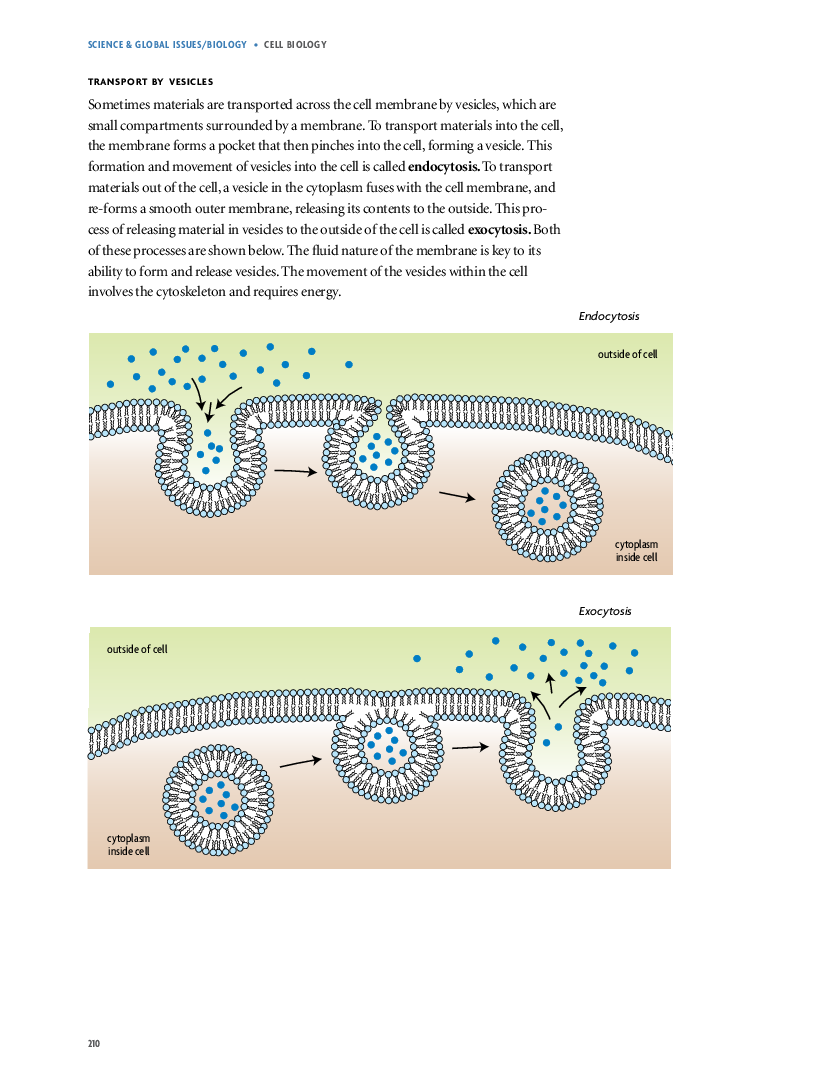 SCIENCE & GLOBAL ISSUES/BIOLOGY • CELL BIOLOGY
TRANSPORT BY VESICLES
Sometimes materials are transported across the cell membrane by vesicles, which are
small compartments surrounded by a membrane. To transport materials into the cell,
the membrane forms a pocket that then pinches into the cell, forming a vesicle. This
formation and movement of vesicles into the cell is called endocytosis. To transport
materials out of the cell, a vesicle in the cytoplasm fuses with the cell membrane, and
re-forms a smooth outer membrane, releasing its contents to the outside. This pro-
cess of releasing material in vesicles to the outside of the cell is called exocytosis. Both
of these processes are shown below. The fluid nature of the membrane is key to its
ability to form and release vesicles. The movement of the vesicles within the cell
involves the cytoskeleton and requires energy.
Endocytosis
outside of cell
cytoplasm
inside cell
Exocytosis
outside of cell
cytoplasm
inside cell
210